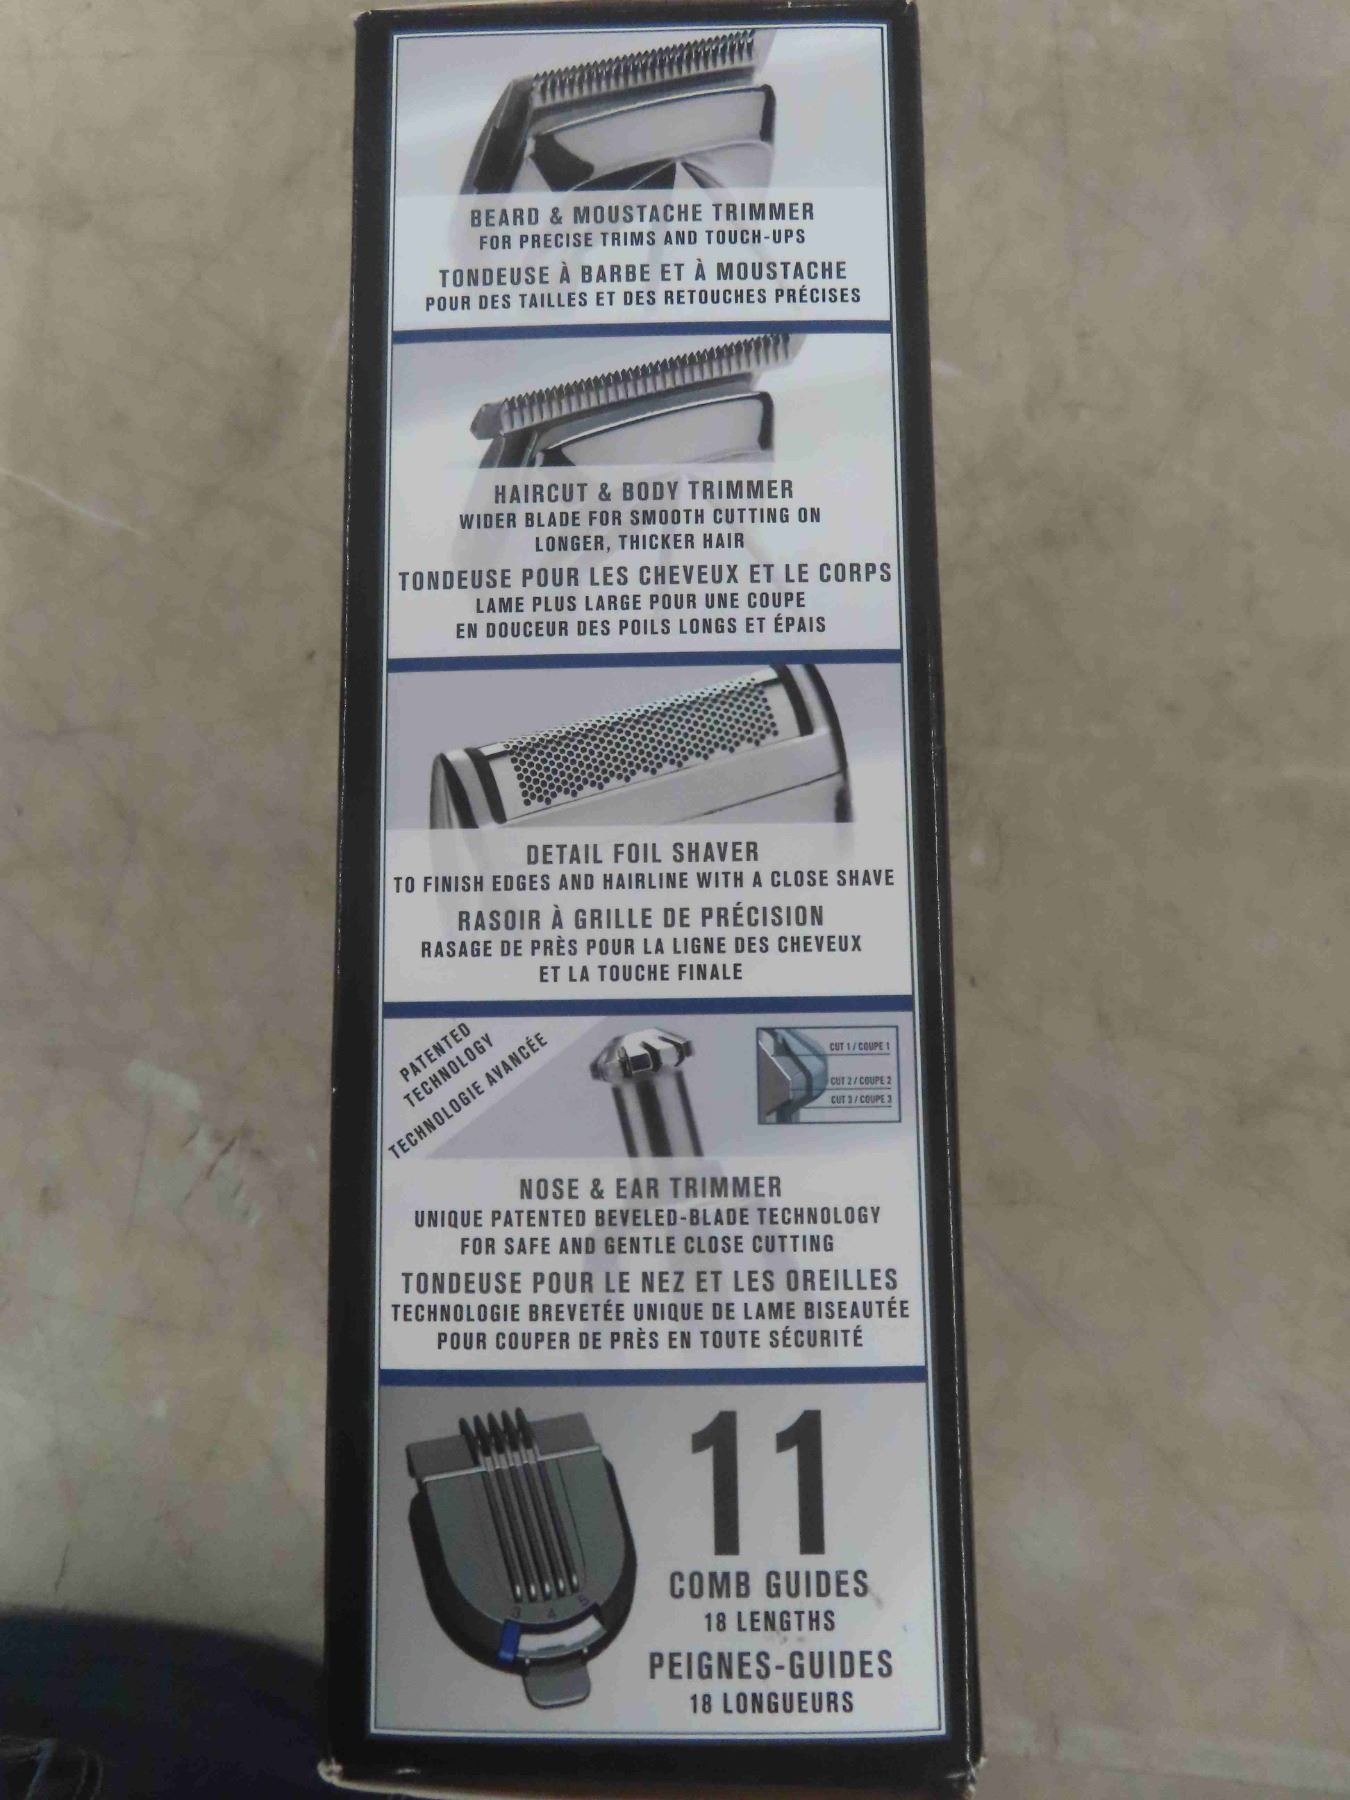 BEARD & MOUSTACHE TRIMMER
FOR PRECISE TRIMS AND TOUCH-UPS
TONDEUSE À BARBE ET À MOUSTACHE
POUR DES TAILLES ET DES RETOUCHES PRÉCISES
HAIRCUT & BODY TRIMMER
WIDER BLADE FOR SMOOTH CUTTING ON
LONGER, THICKER HAIR
TONDEUSE POUR LES CHEVEUX ET LE CORPS
LAME PLUS LARGE POUR UNE COUPE
EN DOUCEUR DES POILS LONGS ET ÉPAIS
DETAIL FOIL SHAVER
TO FINISH EDGES AND HAIRLINE WITH A CLOSE SHAVE
RASOIR À GRILLE DE PRÉCISION
RASAGE DE PRÈS POUR LA LIGNE DES CHEVEUX
ET LA TOUCHE FINALE
PATENTED
TECHNOLOGY
TECHNOLOGIE AVANCÉE
CUT 1 / COUPE 1
CUT 2 / COUPE 2
CUT 3 / COUPE 3
NOSE & EAR TRIMMER
UNIQUE PATENTED BEVELED-BLADE TECHNOLOGY
FOR SAFE AND GENTLE CLOSE CUTTING
TONDEUSE POUR LE NEZ ET LES OREILLES
TECHNOLOGIE BREVETÉE UNIQUE DE LAME BISEAUTÉE
POUR COUPER DE PRÈS EN TOUTE SÉCURITÉ
3 4 5
11
COMB GUIDES
18 LENGTHS
PEIGNES-GUIDES
18 LONGUEURS